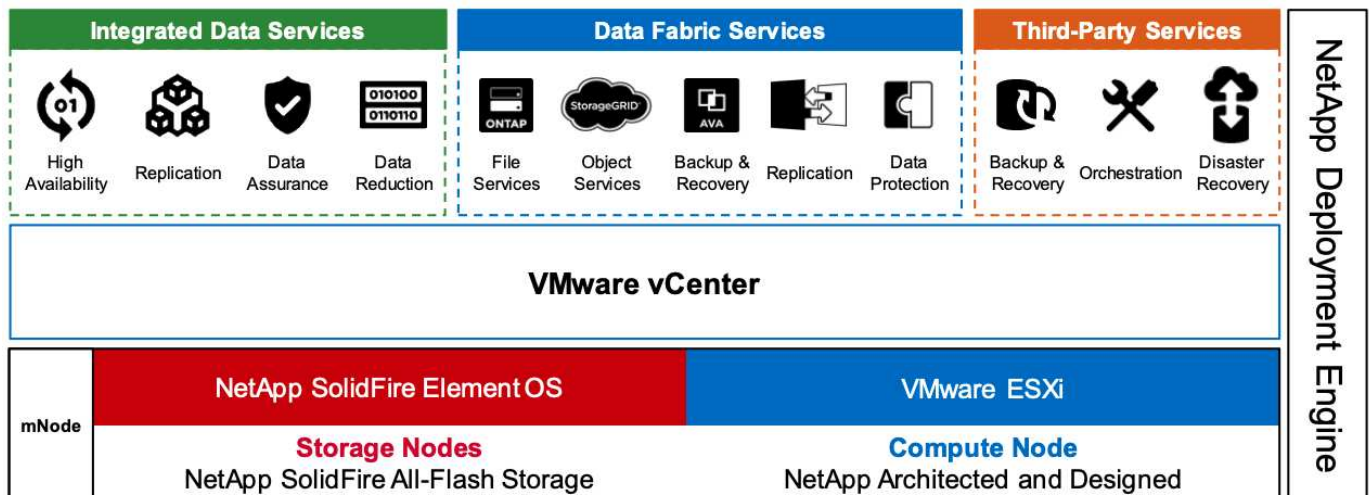 Integrated Data Services
01
High
Availability
Replication
Data
Assurance
010100
0110110
Data
Reduction
Data Fabric Services
ONTAP
File
Services
StorageGRID
Object
Services
AVA
Backup &
Recovery
Replication
Data
Protection
Third-Party Services
Backup &
Recovery
Orchestration
Disaster
Recovery
VMware vCenter
mNode
NetApp SolidFire Element OS
Storage Nodes
NetApp SolidFire All-Flash Storage
VMware ESXi
Compute Node
NetApp Architected and Designed
NetApp Deployment Engine